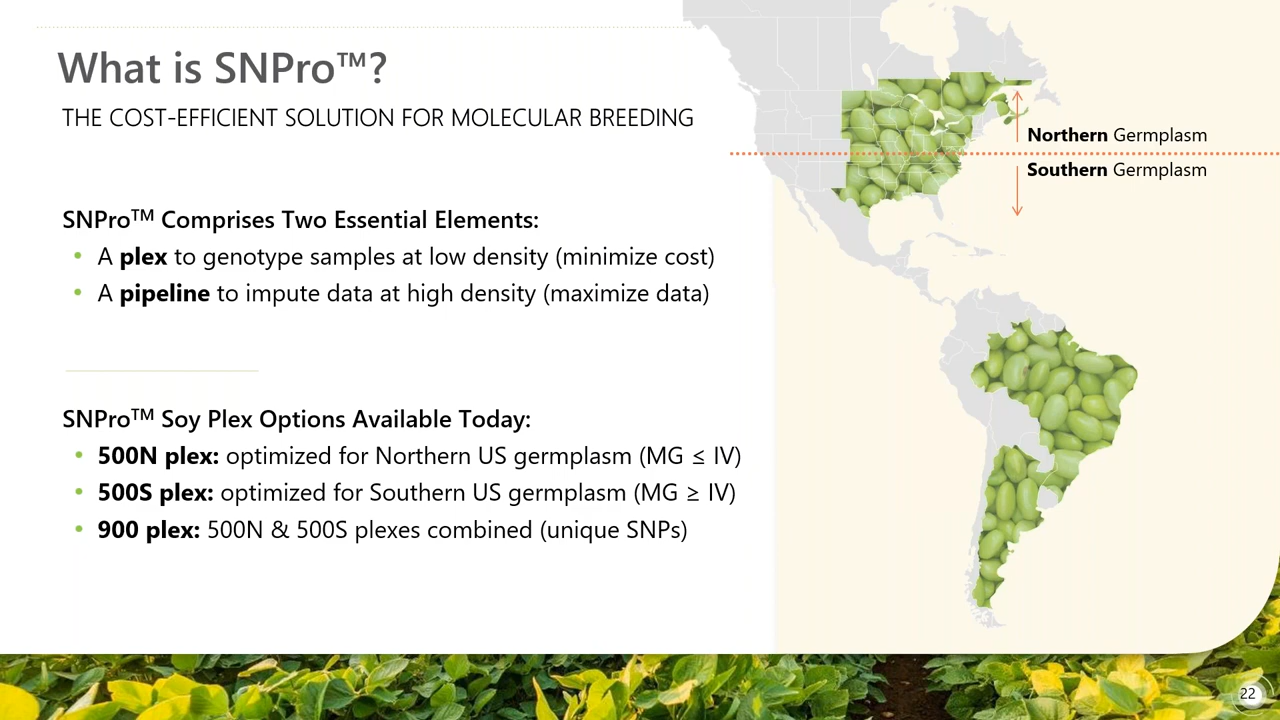 What is SNPro™?
THE COST-EFFICIENT SOLUTION FOR MOLECULAR BREEDING
Northern Germplasm
Southern Germplasm
SNPro™ Comprises Two Essential Elements:
• A plex to genotype samples at low density (minimize cost)
• A pipeline to impute data at high density (maximize data)
SNPro™ Soy Plex Options Available Today:
• 500N plex: optimized for Northern US germplasm (MG ≤ IV)
• 500S plex: optimized for Southern US germplasm (MG ≥ IV)
• 900 plex: 500N & 500S plexes combined (unique SNPs)
22